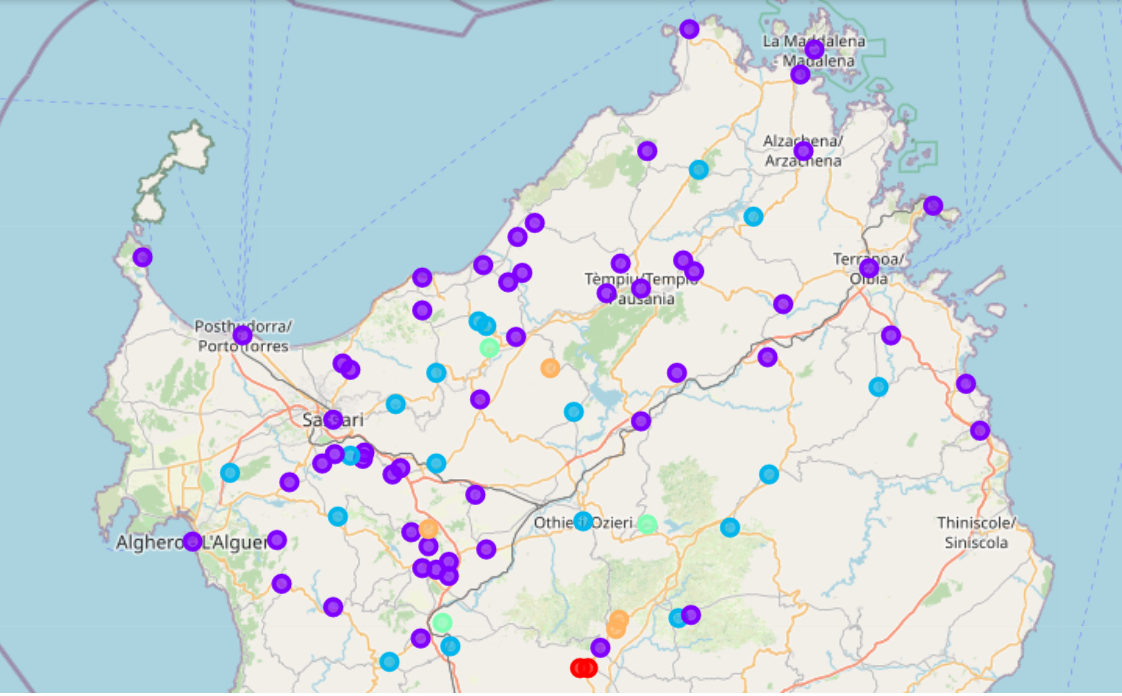 La Maddalena
Madalena
Alzachena/
Arzachena
Terranoa/
Olbia
Tèmpiu/Tempio
Pausania
Posthudorra/
Porto Torres
Sassari
Othieri/Ozieri
Thiniscole/
Siniscola
Alghero/L'Alguer